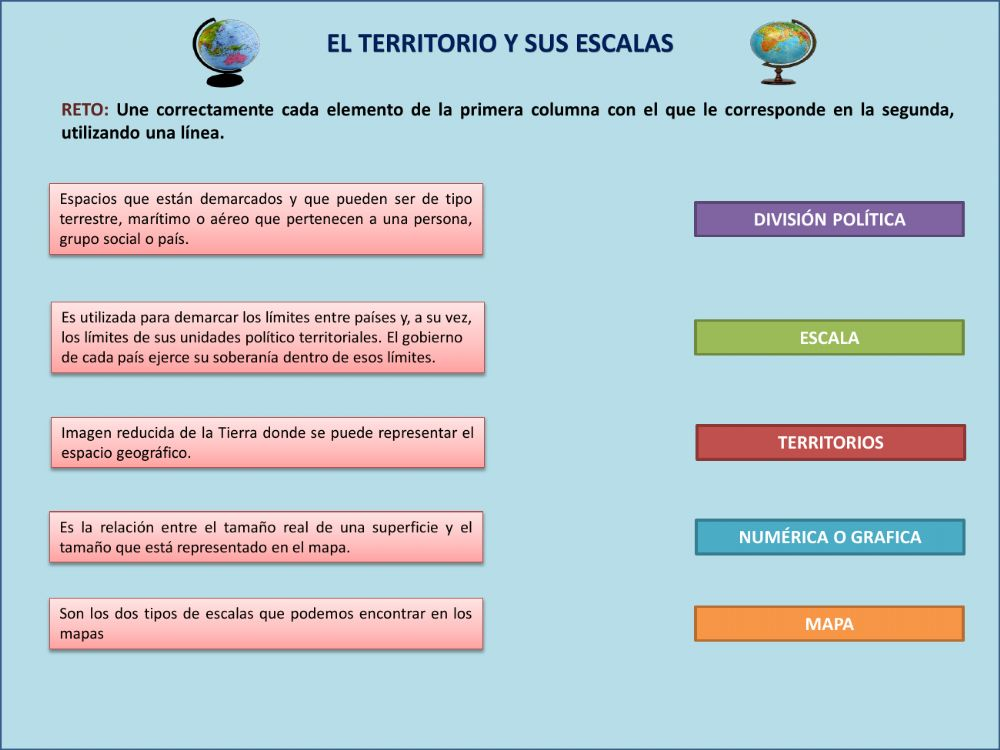 EL TERRITORIO Y SUS ESCALAS
RETO: Une correctamente cada elemento de la primera columna con el que le corresponde en la segunda,
utilizando una línea.
Espacios que están demarcados y que pueden ser de tipo
terrestre, marítimo o aéreo que pertenecen a una persona,
grupo social o país.
DIVISIÓN POLÍTICA
Es utilizada para demarcar los límites entre países y, a su vez,
los límites de sus unidades político territoriales. El gobierno
de cada país ejerce su soberanía dentro de esos límites.
ESCALA
Imagen reducida de la Tierra donde se puede representar el
espacio geográfico.
TERRITORIOS
Es la relación entre el tamaño real de una superficie y el
tamaño que está representado en el mapa.
NUMÉRICA O GRAFICA
Son los dos tipos de escalas que podemos encontrar en los
mapas
MAPA